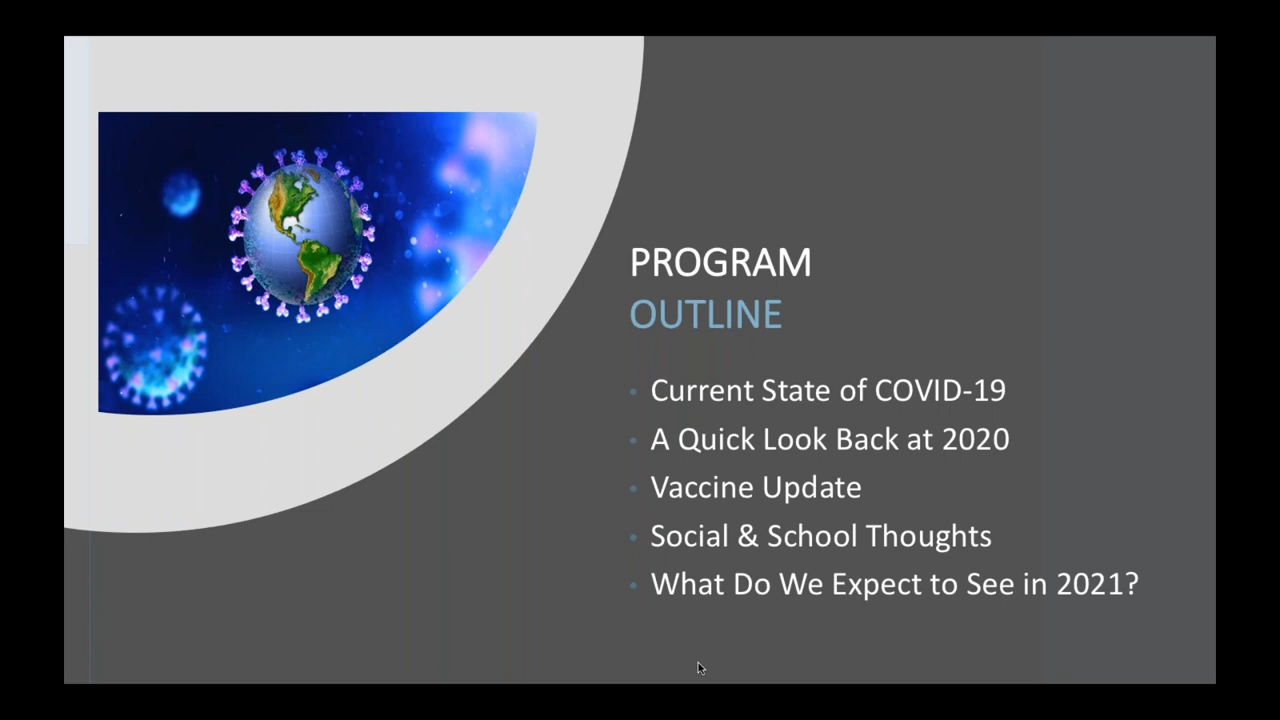 PROGRAM
OUTLINE
• Current State of COVID-19
• A Quick Look Back at 2020
• Vaccine Update
• Social & School Thoughts
• What Do We Expect to See in 2021?